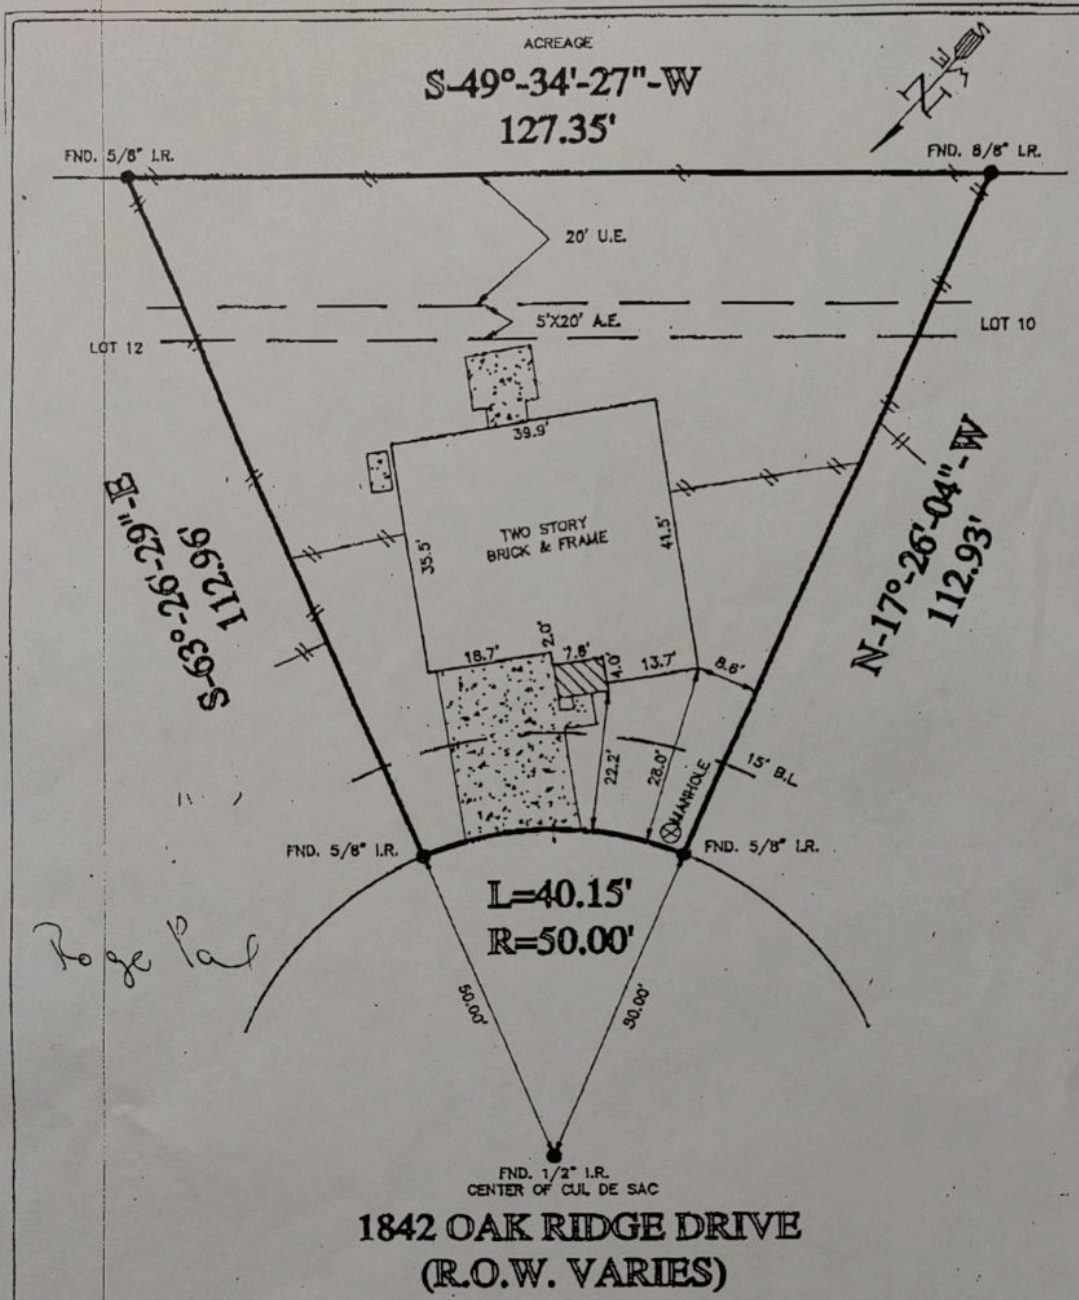 ACREAGE
S-49°-34'-27"-W
127.35'
N
E
W
S
FND. 5/8" I.R.
FND. 8/8" I.R.
20' U.E.
5'X20' A.E.
LOT 12
LOT 10
39.9'
TWO STORY
BRICK & FRAME
35.5'
41.5'
S-63°-26'-29"-E
112.96'
N-17°-26'-04"-W
112.93'
18.7'
2.0'
7.6'
4.0'
13.7'
8.6'
22.2'
28.0'
MANHOLE
15' B.L.
FND. 5/8" I.R.
FND. 5/8" I.R.
L=40.15'
R=50.00'
50.00'
50.00'
FND. 1/2" I.R.
CENTER OF CUL DE SAC
1842 OAK RIDGE DRIVE
(R.O.W. VARIES)